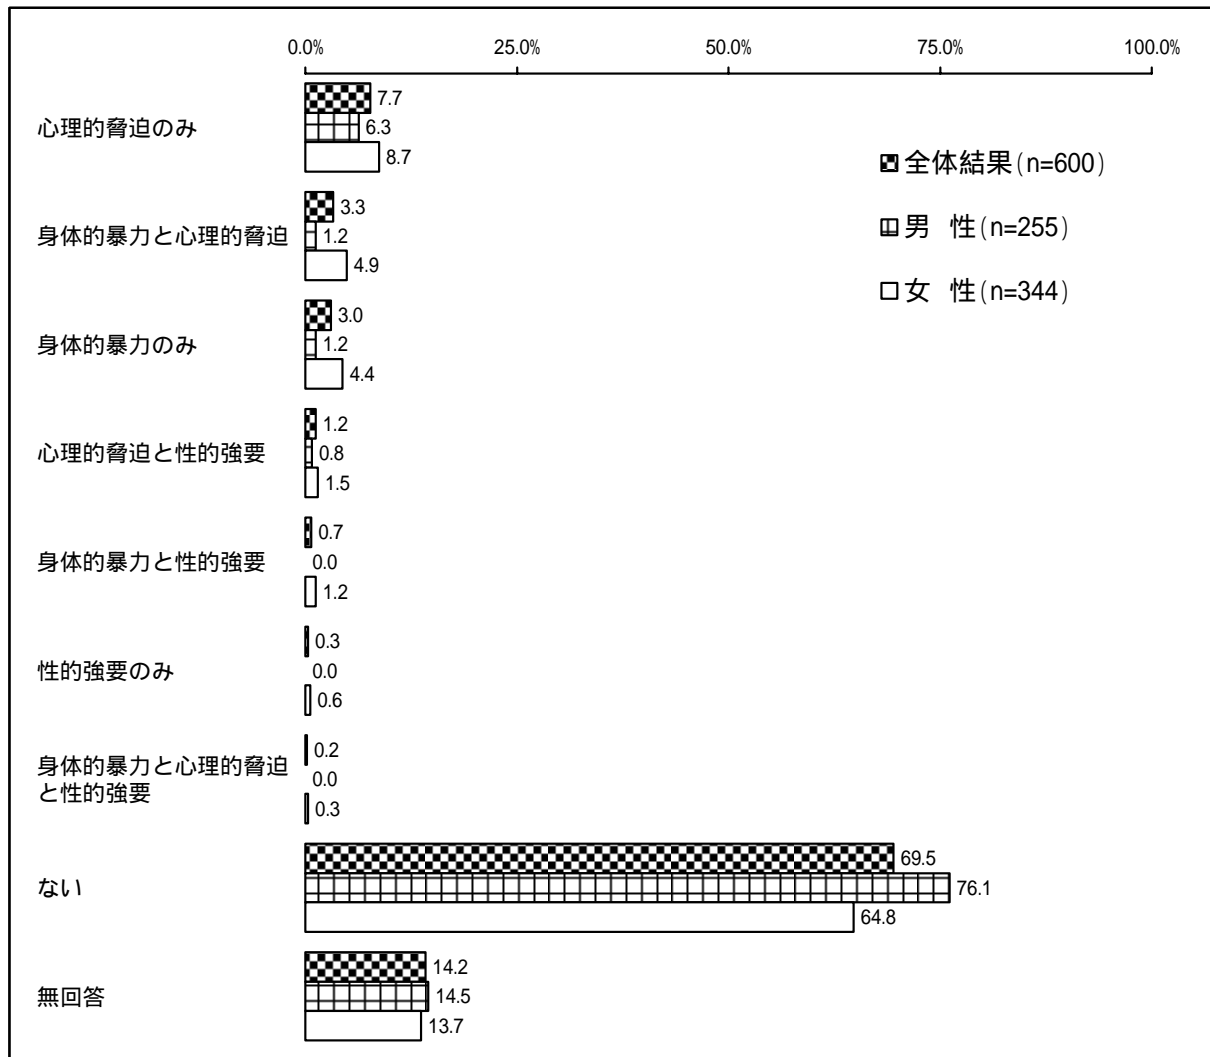 0.0%
25.0%
50.0%
75.0%
100.0%
心理的脅迫のみ
7.7
6.3
8.7
全体結果(n=600)
男 性(n=255)
女 性(n=344)
身体的暴力と心理的脅迫
3.3
1.2
4.9
身体的暴力のみ
3.0
1.2
4.4
心理的脅迫と性的強要
1.2
0.8
1.5
身体的暴力と性的強要
0.7
0.0
1.2
性的強要のみ
0.3
0.0
0.6
身体的暴力と心理的脅迫
と性的強要
0.2
0.0
0.3
ない
69.5
76.1
64.8
無回答
14.2
14.5
13.7